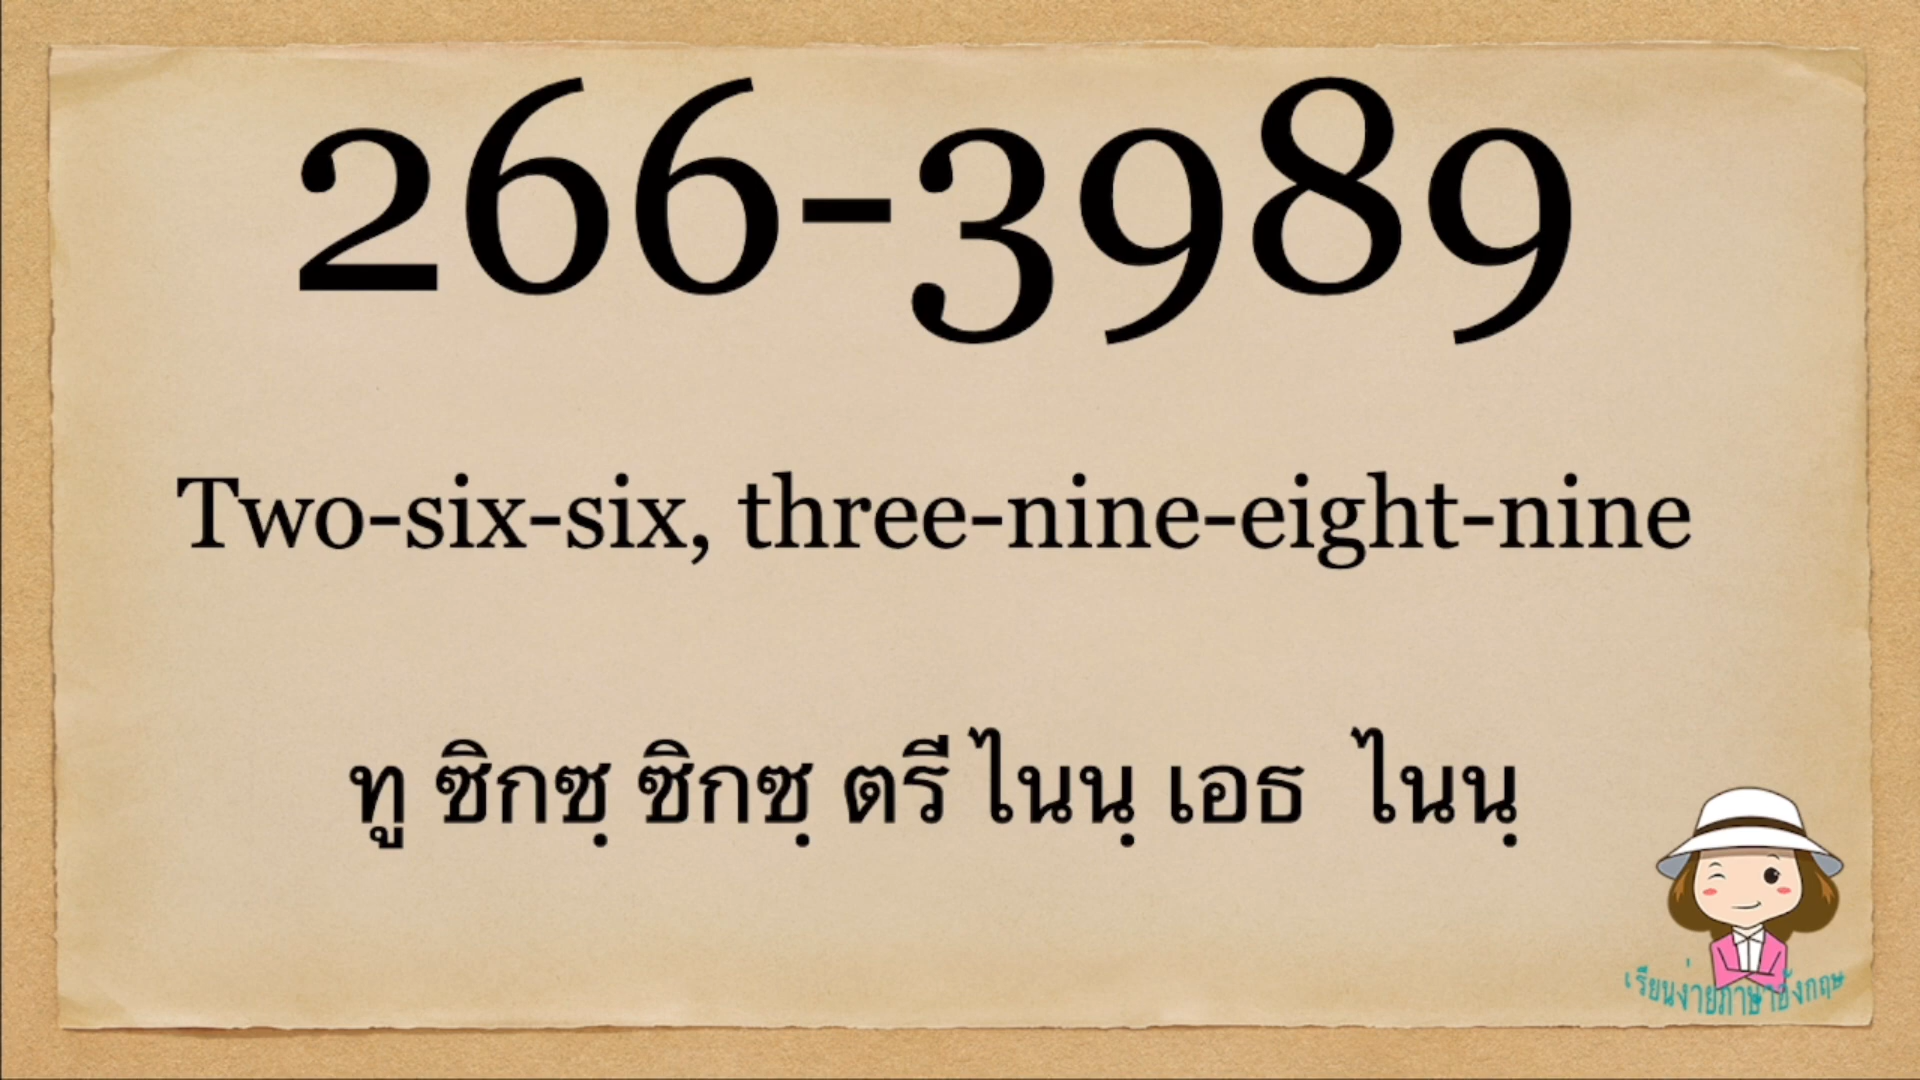 266-3989
Two-six-six, three-nine-eight-nine
ทู ซิกซฺ ซิกซฺ ตรี ไนนฺ เอธ ไนนฺ
เรียนง่ายภาษาอังกฤษ